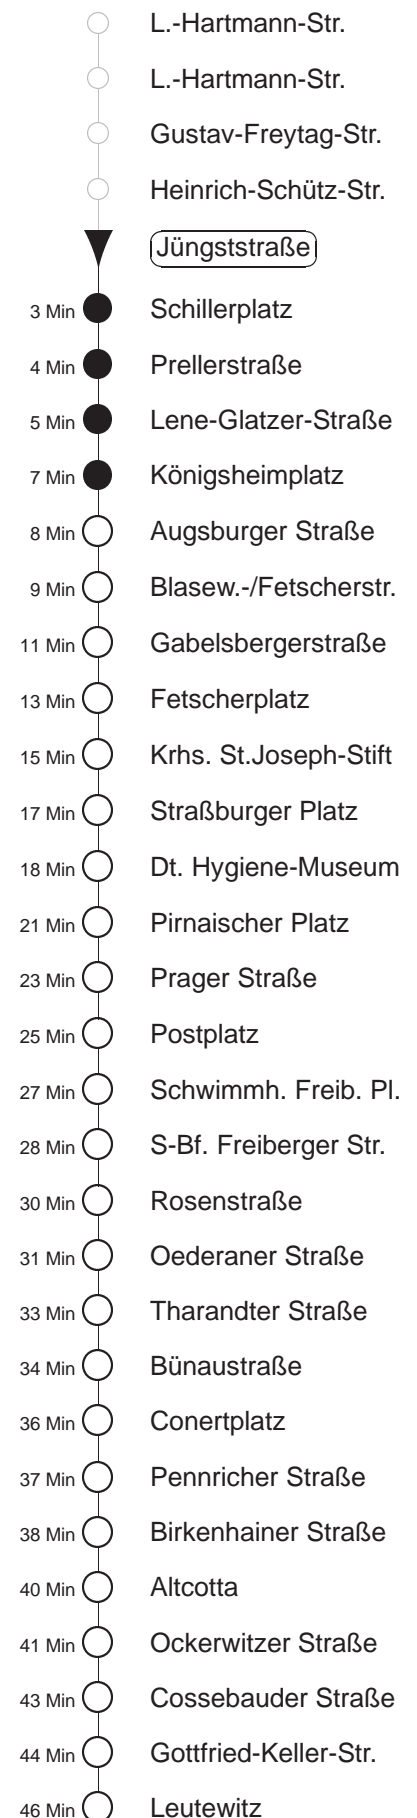 L.-Hartmann-Str.
L.-Hartmann-Str.
Gustav-Freytag-Str.
Heinrich-Schütz-Str.
Jüngststraße
3 Min Schillerplatz
4 Min Prellerstraße
5 Min Lene-Glatzer-Straße
7 Min Königsheimplatz
8 Min Augsburger Straße
9 Min Blasew.-/Fetscherstr.
11 Min Gabelsbergerstraße
13 Min Fetscherplatz
15 Min Krhs. St.Joseph-Stift
17 Min Straßburger Platz
18 Min Dt. Hygiene-Museum
21 Min Pirnaischer Platz
23 Min Prager Straße
25 Min Postplatz
27 Min Schwimmh. Freib. Pl.
28 Min S-Bf. Freiberger Str.
30 Min Rosenstraße
31 Min Oederaner Straße
33 Min Tharandter Straße
34 Min Bünaustraße
36 Min Conertplatz
37 Min Pennricher Straße
38 Min Birkenhainer Straße
40 Min Altcotta
41 Min Ockerwitzer Straße
43 Min Cossebauder Straße
44 Min Gottfried-Keller-Str.
46 Min Leutewitz